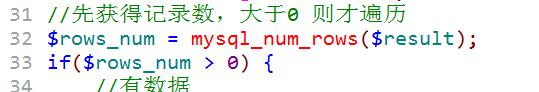 31 //先获得记录数，大于0 则才遍历
32 $rows_num = mysql_num_rows($result);
33 if($rows_num > 0) {
34 //有数据